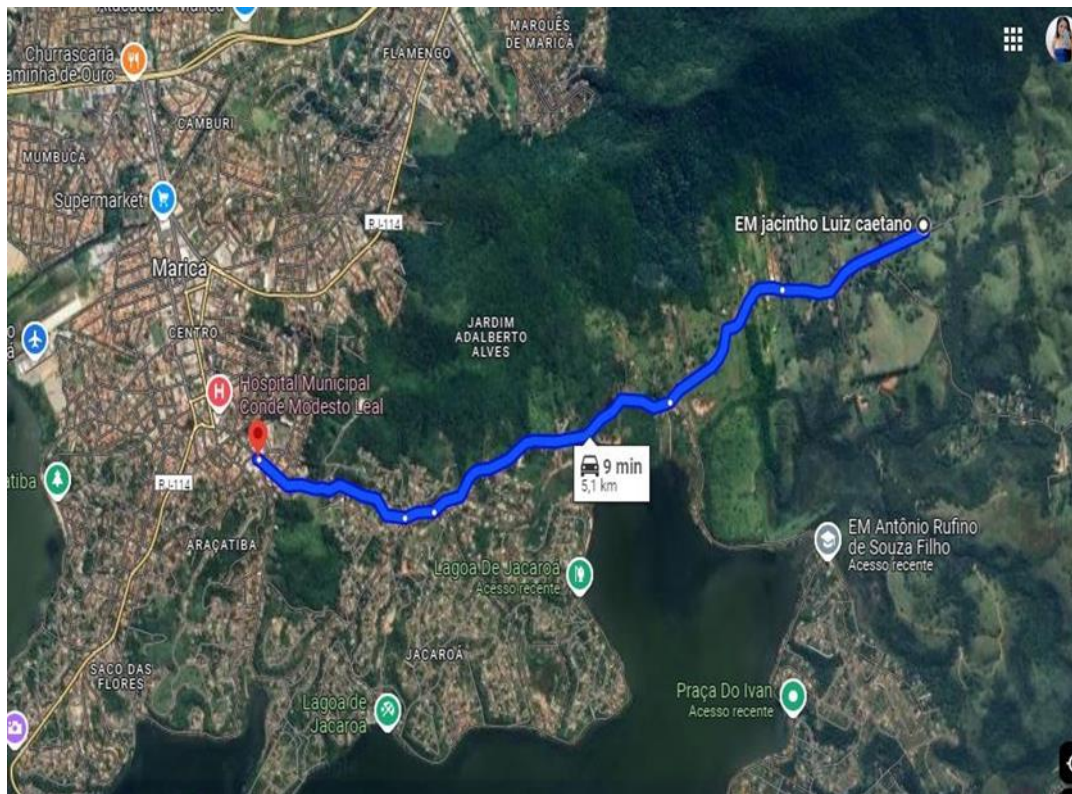 MARQUÊS
DE MARICÁ
Churrascaria
aminha de Ouro
FLAMENGO
CAMBURI
MUMBUCA
Supermarket
RJ-114
EM jacintho Luiz caetano
Maricá
JARDIM
ADALBERTO
ALVES
CENTRO
H
Hospital Municipal
Conde Modesto Leal
9 min
5,1 km
RJ-114
atiba
ARAÇATIBA
EM Antônio Rufino
de Souza Filho
Acesso recente
Lagoa De Jacaroá
Acesso recente
JACAROÁ
SACO DAS
FLORES
Praça Do Ivan
Acesso recente
Lagoa de
Jacaroá